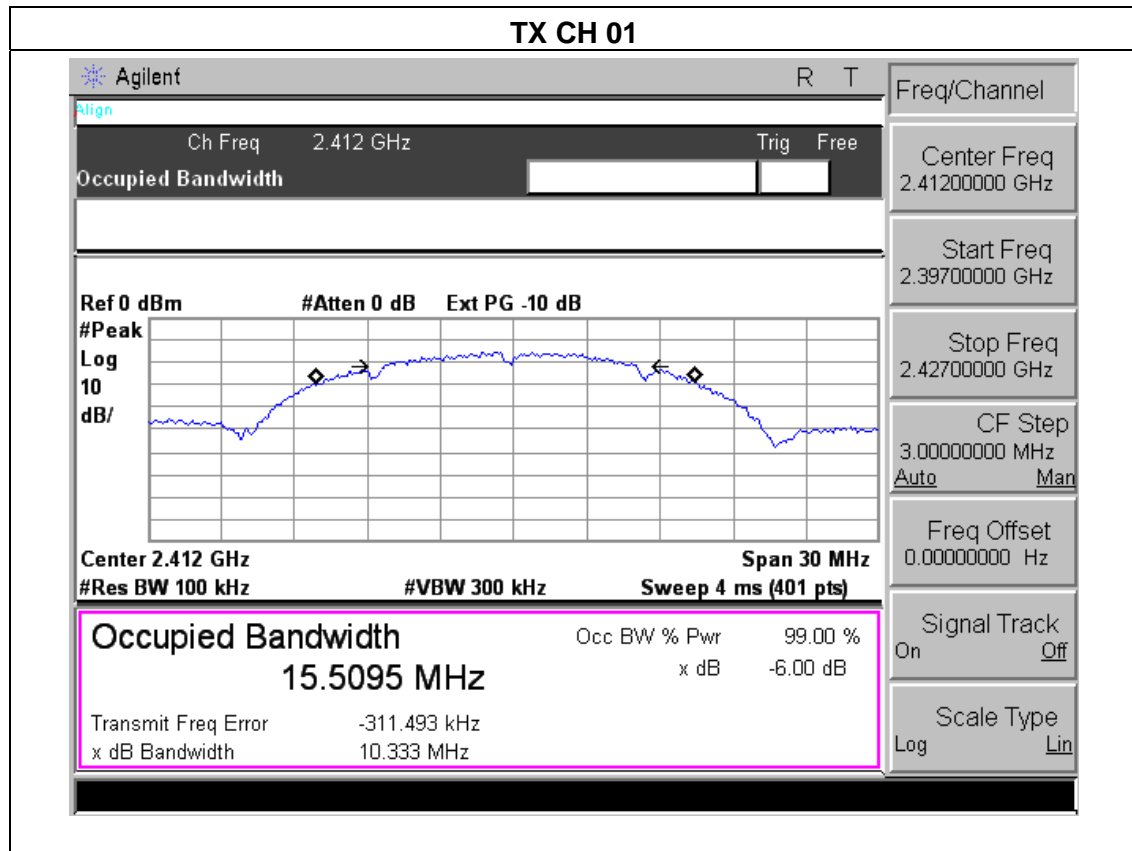 TX CH 01
Agilent R T
Align
Ch Freq 2.412 GHz Trig Free
Occupied Bandwidth
Ref 0 dBm #Atten 0 dB Ext PG -10 dB
#Peak
Log
10
dB/
Center 2.412 GHz Span 30 MHz
#Res BW 100 kHz #VBW 300 kHz Sweep 4 ms (401 pts)
Occupied Bandwidth
15.5095 MHz
Occ BW % Pwr 99.00 %
x dB -6.00 dB
Transmit Freq Error -311.493 kHz
x dB Bandwidth 10.333 MHz
Freq/Channel
Center Freq
2.41200000 GHz
Start Freq
2.39700000 GHz
Stop Freq
2.42700000 GHz
CF Step
3.00000000 MHz
Auto Man
Freq Offset
0.00000000 Hz
Signal Track
On Off
Scale Type
Log Lin